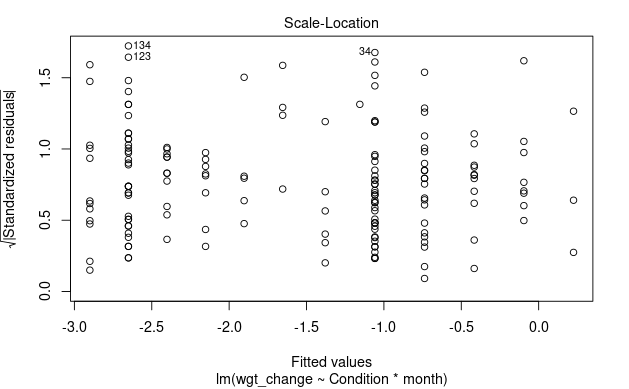 Scale-Location
134
123
34
√|Standardized residuals|
1.5
1.0
0.5
0.0
-3.0 -2.5 -2.0 -1.5 -1.0 -0.5 0.0
Fitted values
lm(wgt_change ~ Condition * month)